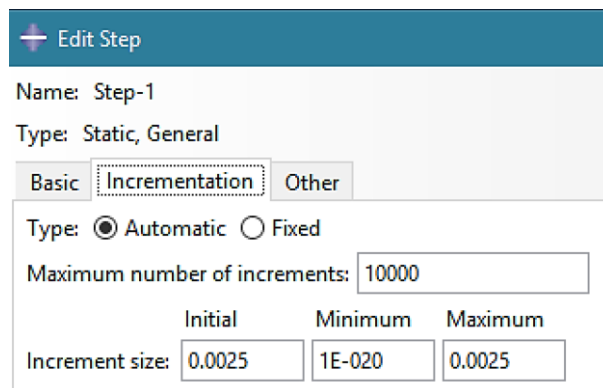 Edit Step
Name: Step-1
Type: Static, General
Basic Incrementation Other
Type: Automatic Fixed
Maximum number of increments: 10000
Initial Minimum Maximum
Increment size: 0.0025 1E-020 0.0025